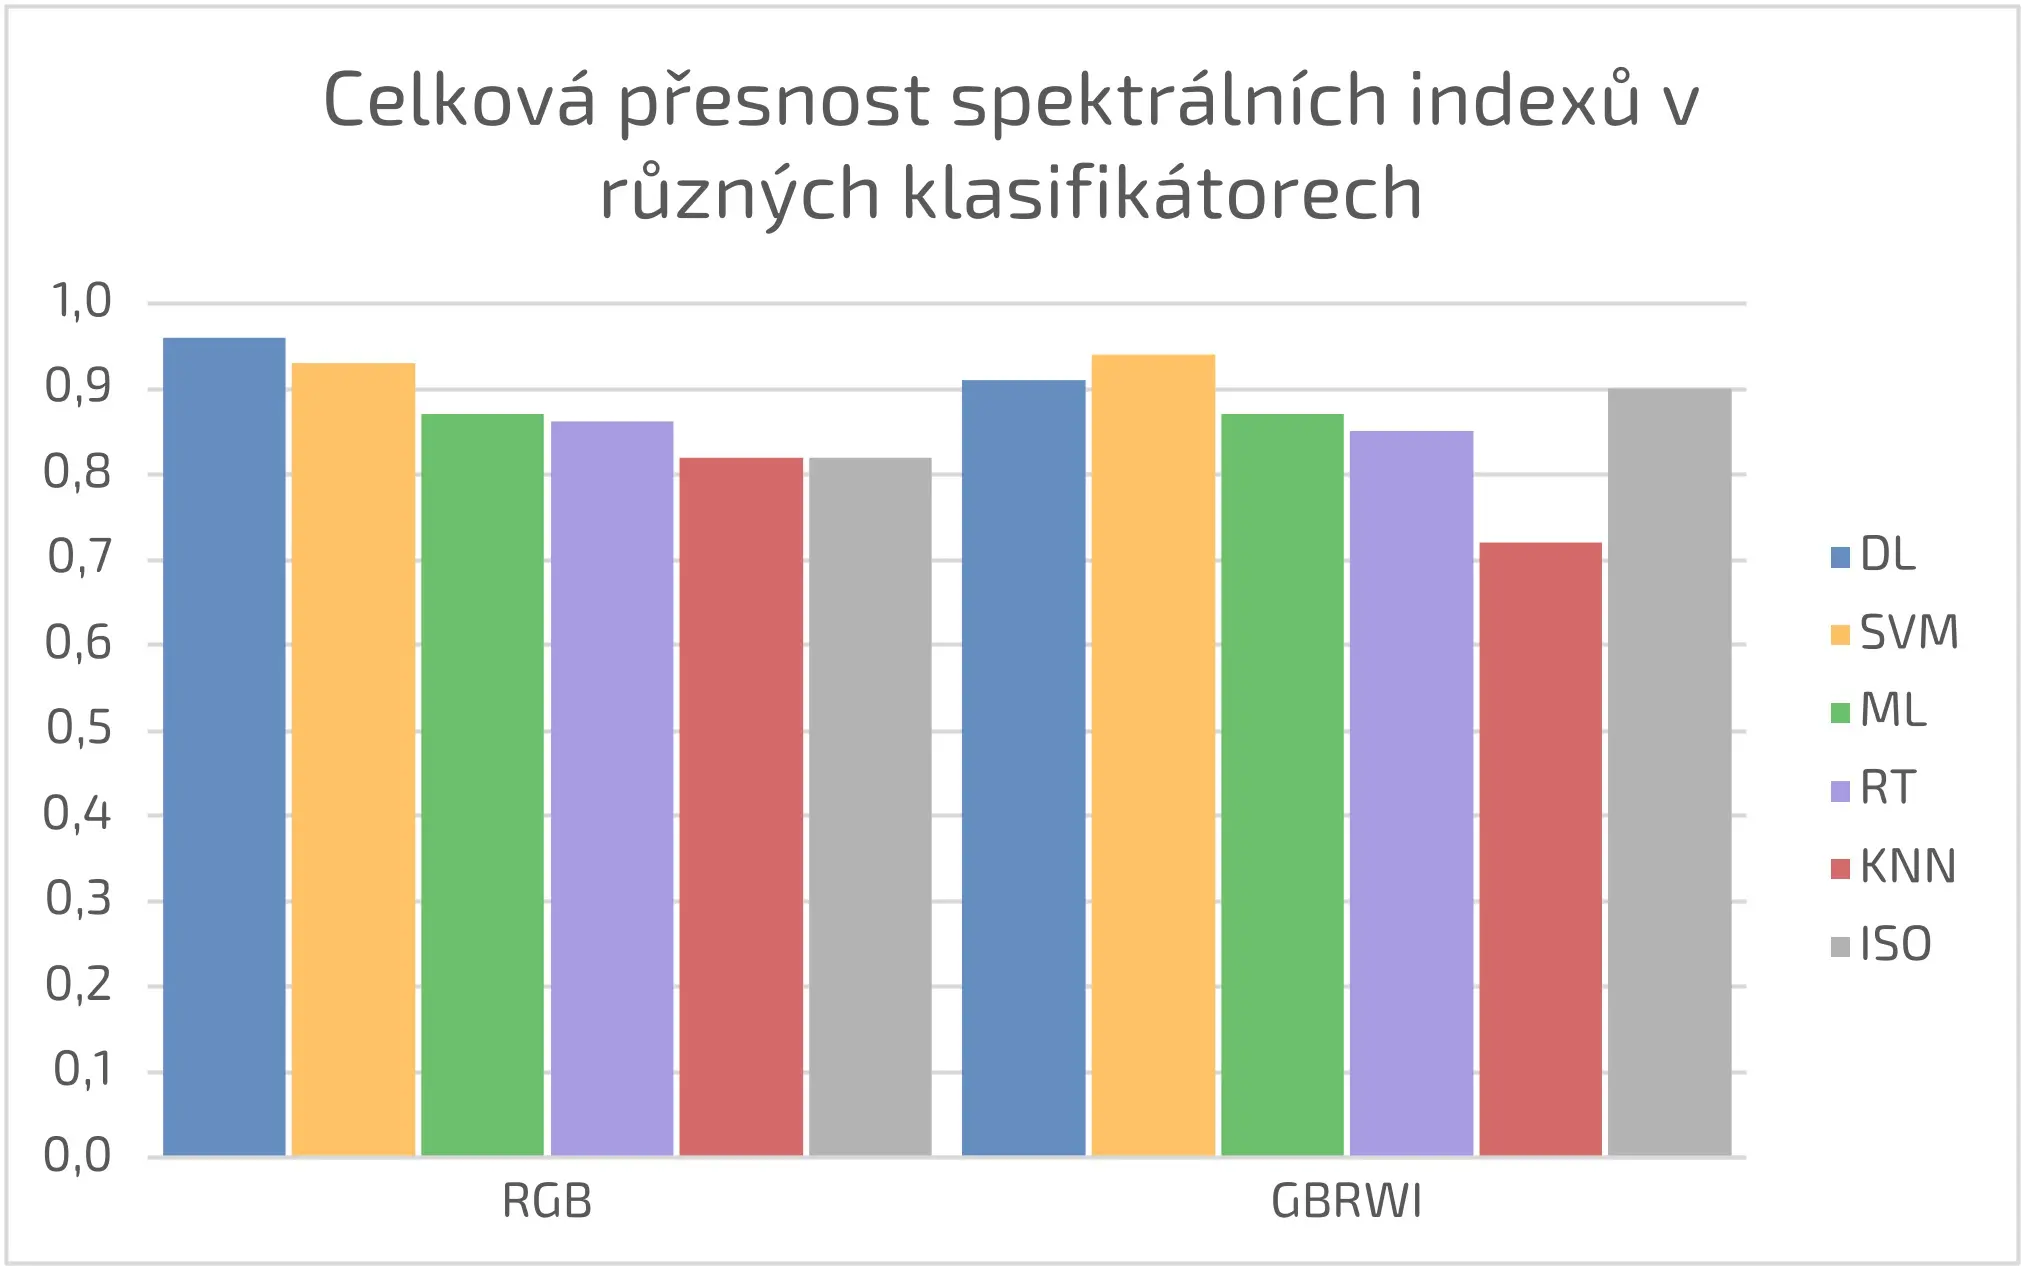 Celková přesnost spektrálních indexů v
různých klasifikátorech
1,0
0,9
0,8
0,7
0,6
0,5
0,4
0,3
0,2
0,1
0,0
RGB
GBRWI
DL
SVM
ML
RT
KNN
ISO